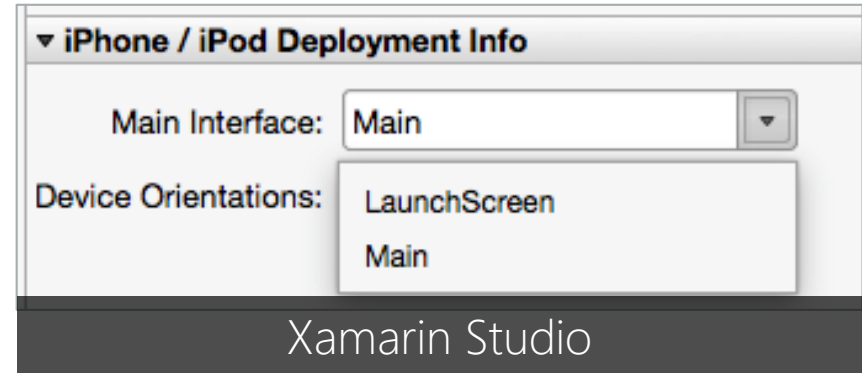 iPhone / iPod Deployment Info
Main Interface: Main
Device Orientations:
LaunchScreen
Main
Xamarin Studio